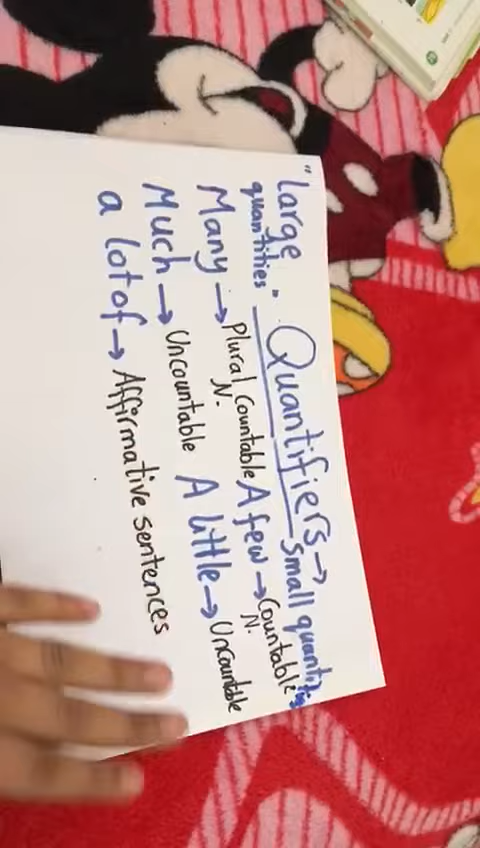 Quantifiers →
"Large quantities"
small quantities
Many → Plural Countable N.
A few → Countable N.
Much → Uncountable
A little → Uncountable
a lot of → Affirmative sentences